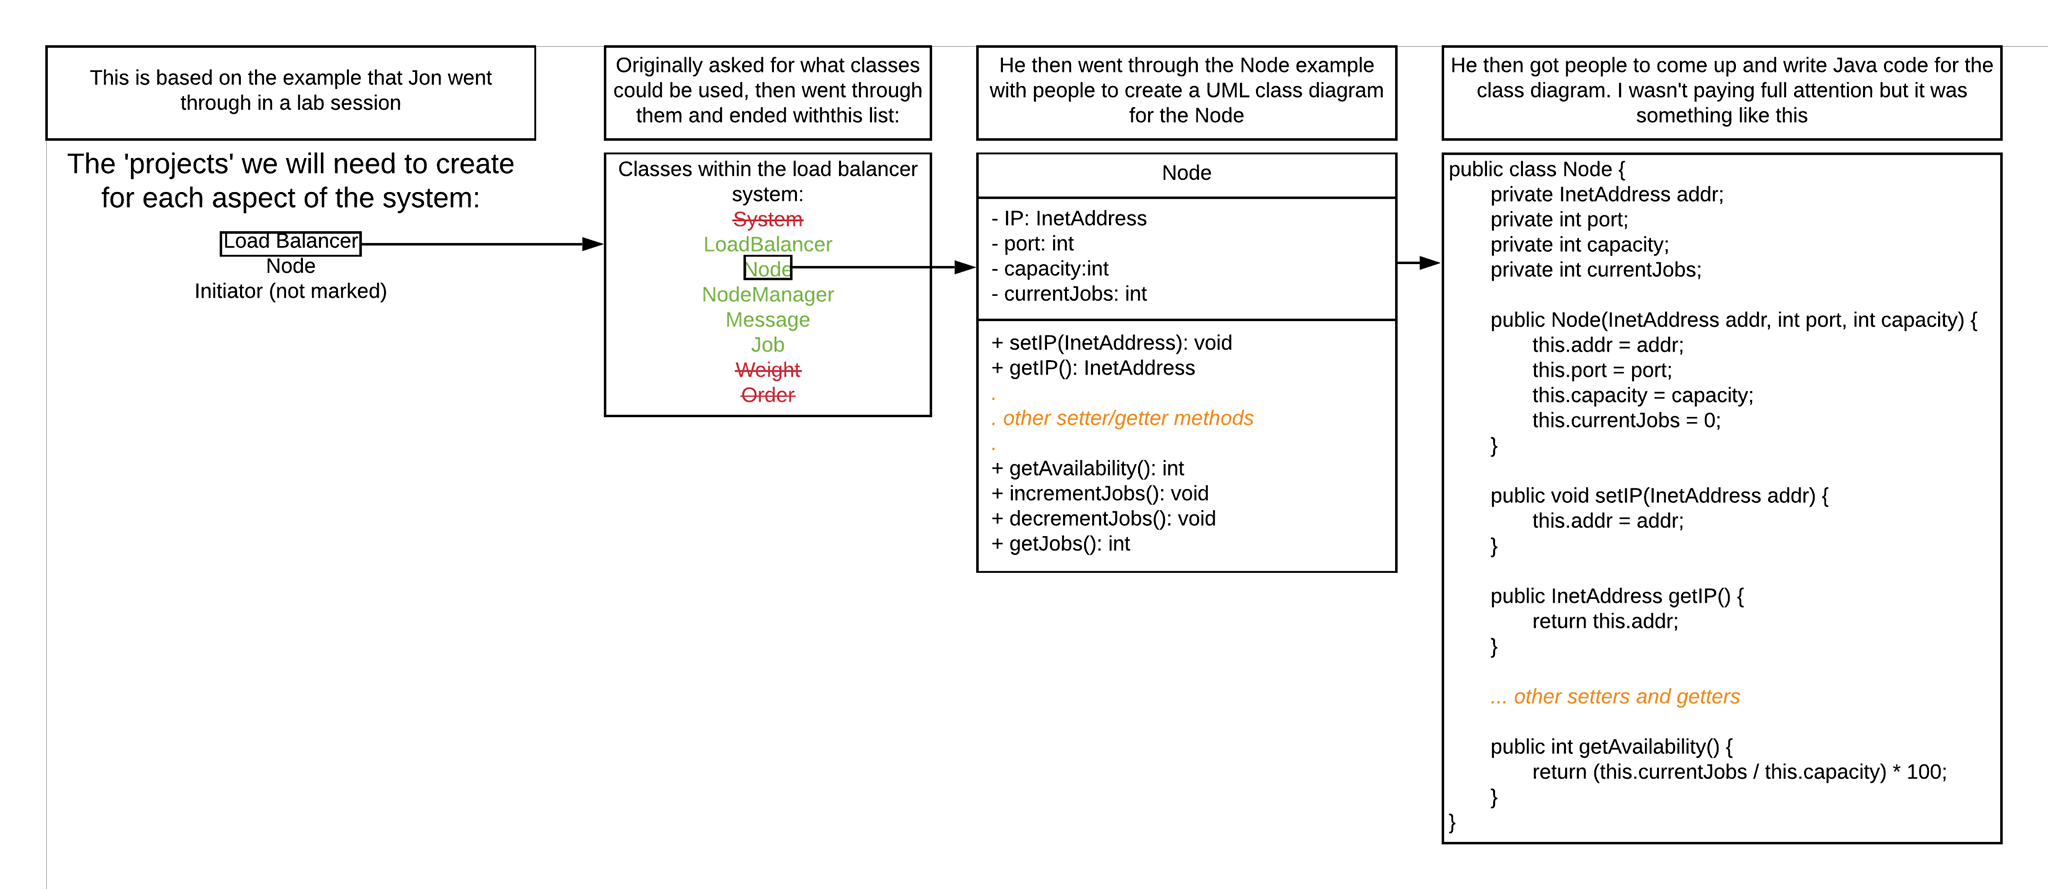 This is based on the example that Jon went
through in a lab session
The 'projects' we will need to create
for each aspect of the system:
Load Balancer
Node
Initiator (not marked)
Originally asked for what classes
could be used, then went through
them and ended withthis list:
Classes within the load balancer
system:
System
LoadBalancer
Node
NodeManager
Message
Job
Weight
Order
He then went through the Node example
with people to create a UML class diagram
for the Node
Node
- IP: InetAddress
- port: int
- capacity:int
- currentJobs: int
+ setIP(InetAddress): void
+ getIP(): InetAddress
.
. other setter/getter methods
.
+ getAvailability(): int
+ incrementJobs(): void
+ decrementJobs(): void
+ getJobs(): int
He then got people to come up and write Java code for the
class diagram. I wasn't paying full attention but it was
something like this
public class Node {
private InetAddress addr;
private int port;
private int capacity;
private int currentJobs;
public Node(InetAddress addr, int port, int capacity) {
this.addr = addr;
this.port = port;
this.capacity = capacity;
this.currentJobs = 0;
}
public void setIP(InetAddress addr) {
this.addr = addr;
}
public InetAddress getIP() {
return this.addr;
}
... other setters and getters
public int getAvailability() {
return (this.currentJobs / this.capacity) * 100;
}
}